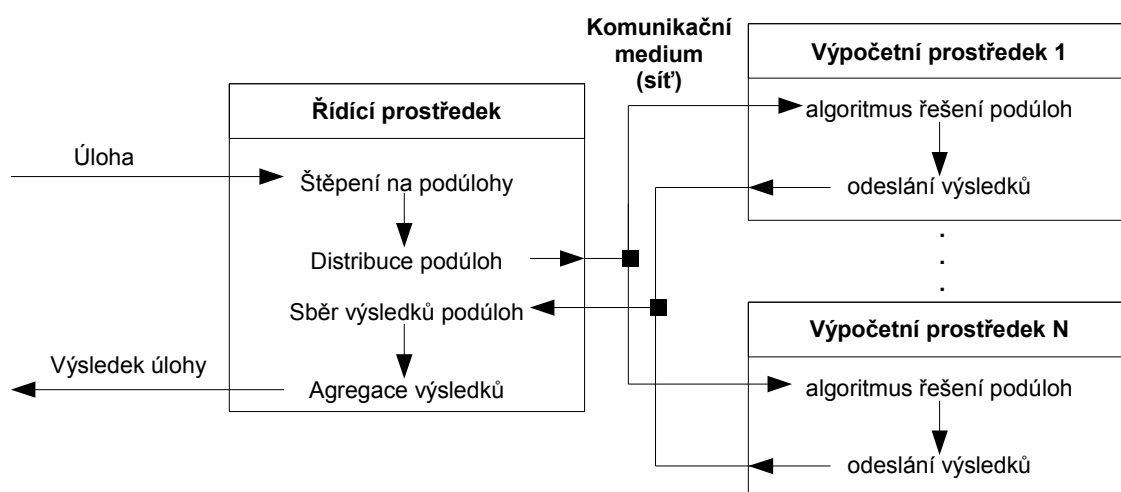 Komunikační
medium
(síť)
Řídící prostředek
Úloha
Štěpení na podúlohy
Distribuce podúloh
Sběr výsledků podúloh
Výsledek úlohy
Agregace výsledků
Výpočetní prostředek 1
algoritmus řešení podúloh
odeslání výsledků
.
.
.
Výpočetní prostředek N
algoritmus řešení podúloh
odeslání výsledků